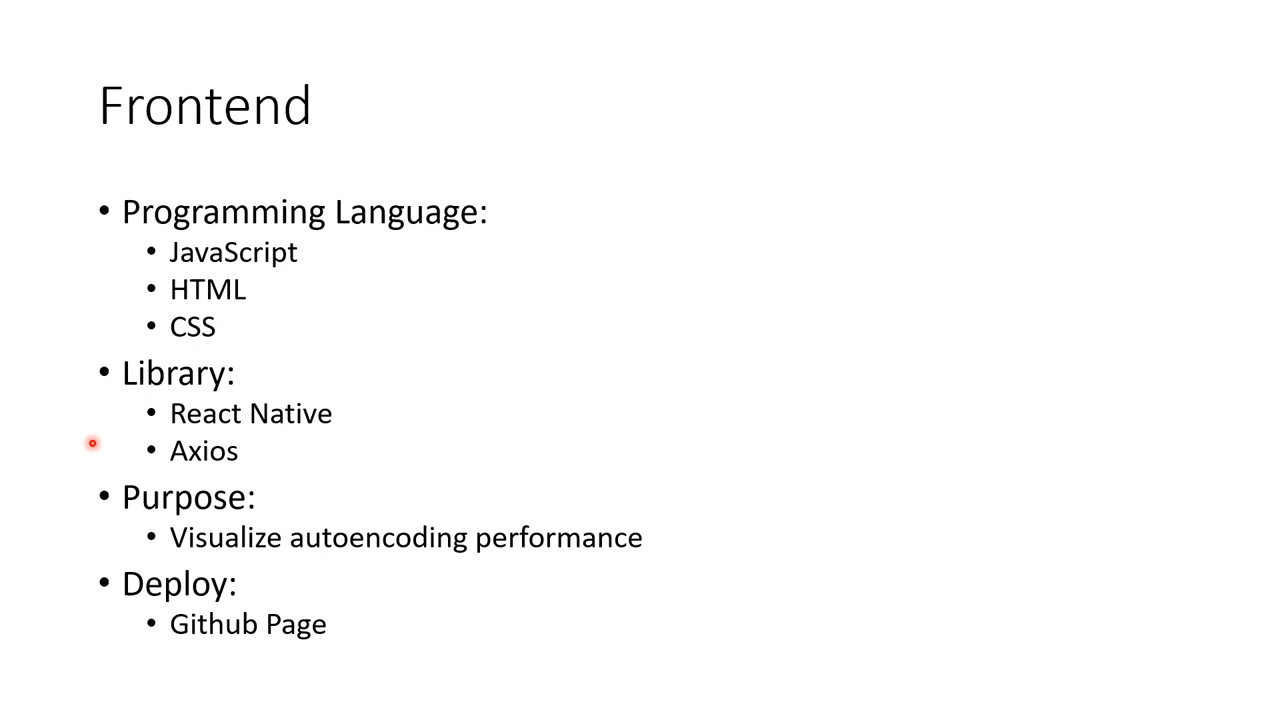 Frontend
• Programming Language:
• JavaScript
• HTML
• CSS
• Library:
• React Native
• Axios
• Purpose:
• Visualize autoencoding performance
• Deploy:
• Github Page